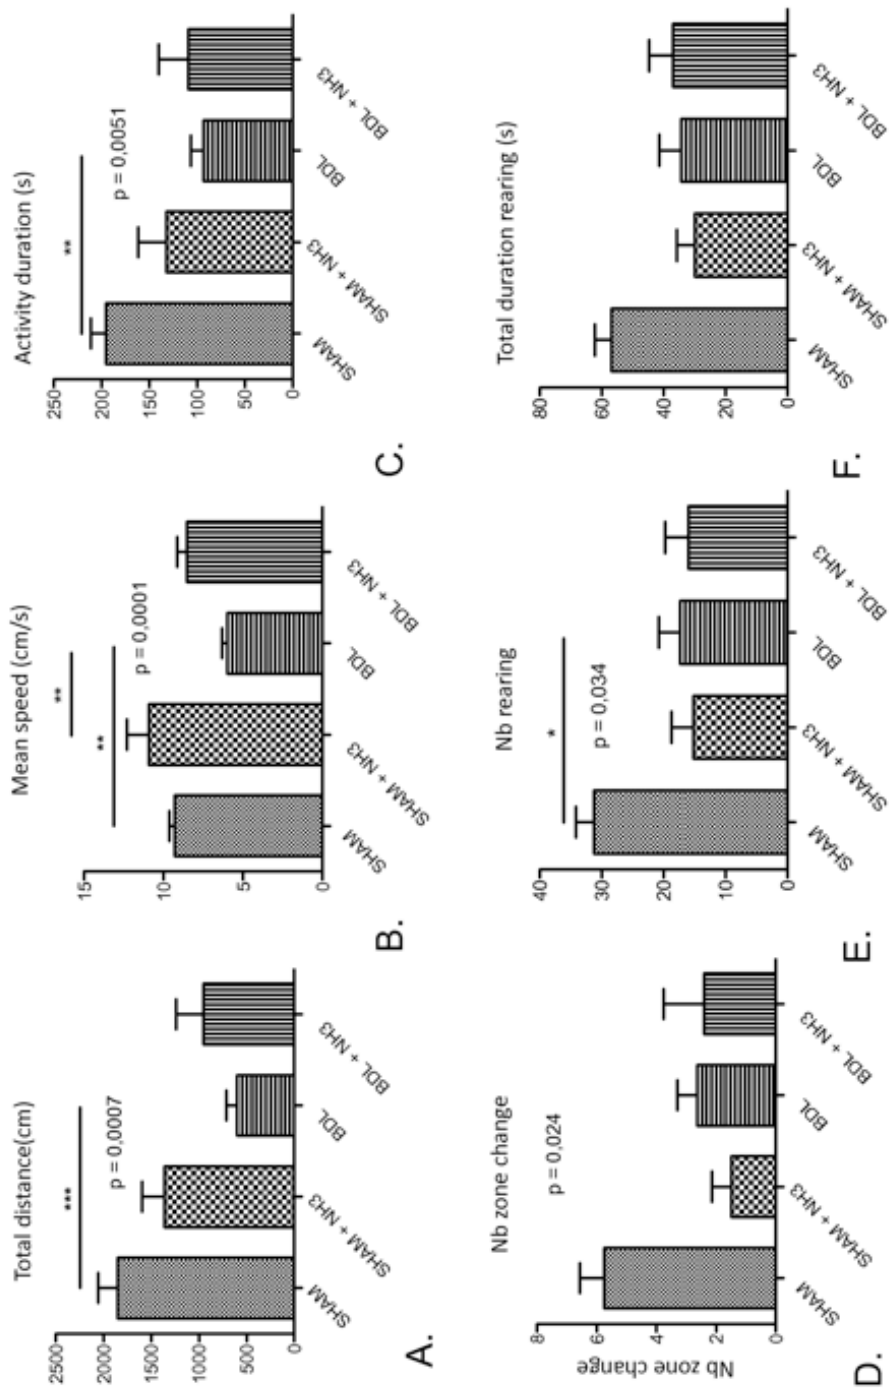 A.
Total distance(cm)
***
p = 0,0007
2500
2000
1500
1000
500
0
SHAM
SHAM + NH3
BDL
BDL + NH3
B.
Mean speed (cm/s)
**
**
p = 0,0001
15
10
5
0
SHAM
SHAM + NH3
BDL
BDL + NH3
C.
Activity duration (s)
**
p = 0,0051
250
200
150
100
50
0
SHAM
SHAM + NH3
BDL
BDL + NH3
D.
Nb zone change
p = 0,024
Nb zone change
8
6
4
2
0
SHAM
SHAM + NH3
BDL
BDL + NH3
E.
Nb rearing
*
p = 0,034
40
30
20
10
0
SHAM
SHAM + NH3
BDL
BDL + NH3
F.
Total duration rearing (s)
80
60
40
20
0
SHAM
SHAM + NH3
BDL
BDL + NH3